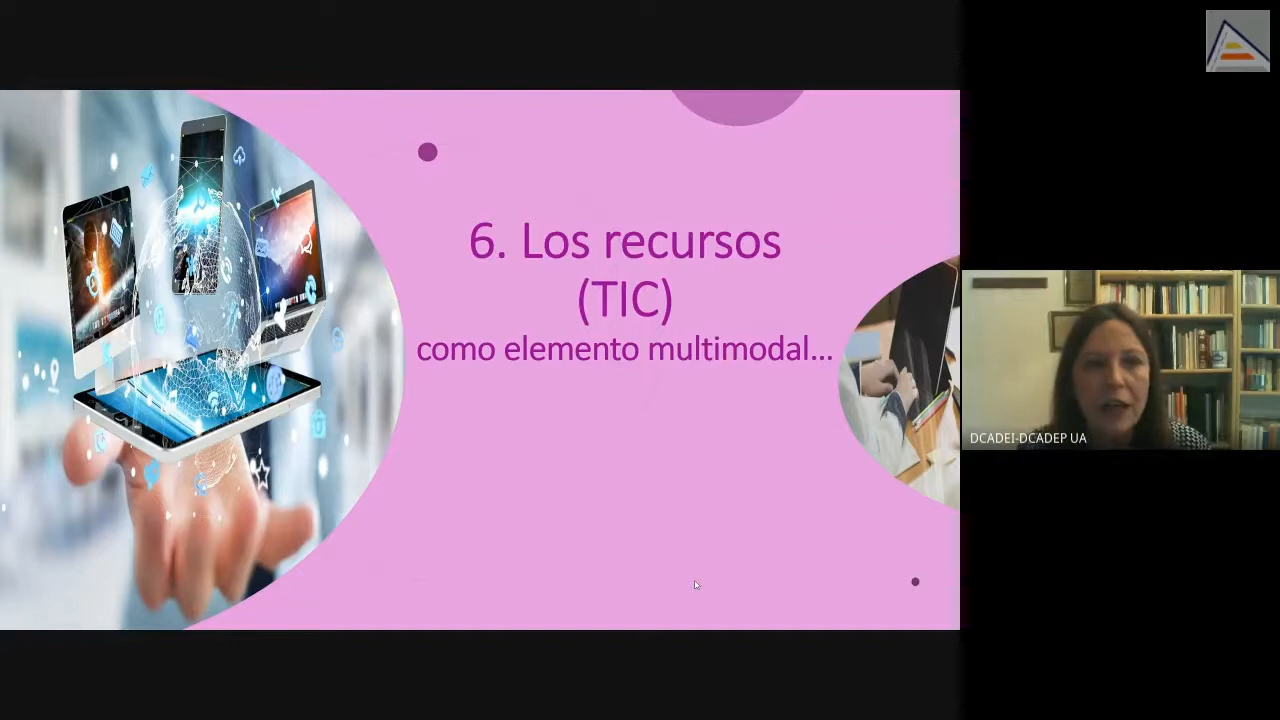 6. Los recursos
(TIC)
como elemento multimodal...
DCADEI-DCADEP UA